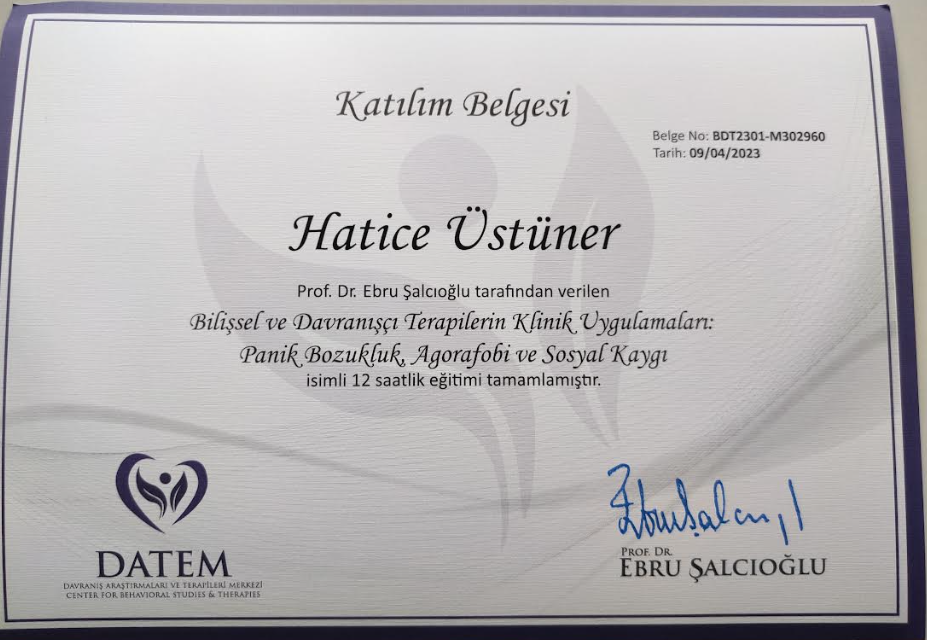 Katılım Belgesi
Belge No: BDT2301-M302960
Tarih: 09/04/2023
Hatice Üstüner
Prof. Dr. Ebru Şalcıoğlu tarafından verilen
Bilişsel ve Davranışçı Terapilerin Klinik Uygulamaları:
Panik Bozukluk, Agorafobi ve Sosyal Kaygı
isimli 12 saatlik eğitimi tamamlamıştır.
DATEM
DAVRANIŞ ARAŞTIRMALARI VE TERAPİLERİ MERKEZİ
CENTER FOR BEHAVIORAL STUDIES & THERAPIES
PROF. DR.
EBRU ŞALCIOĞLU